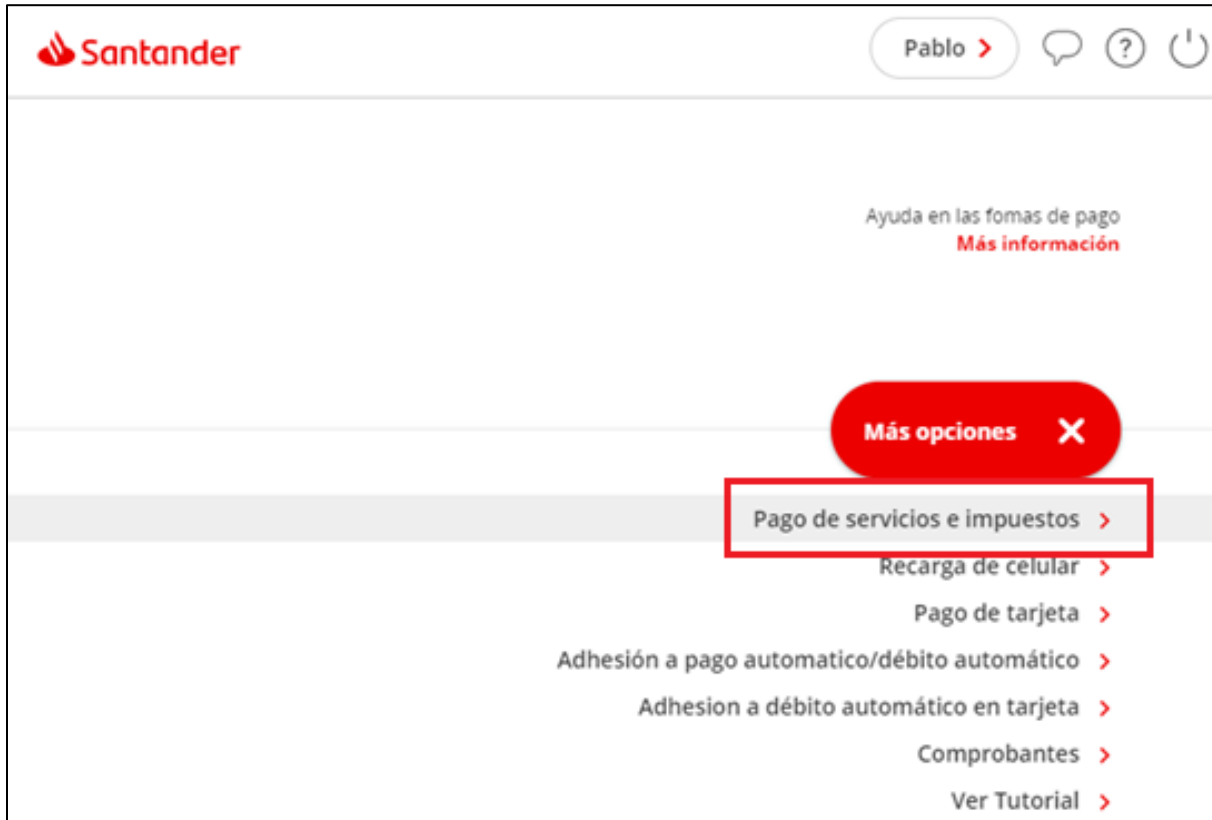 Santander
Pablo
?
Ayuda en las fomas de pago
Más información
Más opciones
Pago de servicios e impuestos
Recarga de celular
Pago de tarjeta
Adhesión a pago automatico/débito automático
Adhesion a débito automático en tarjeta
Comprobantes
Ver Tutorial